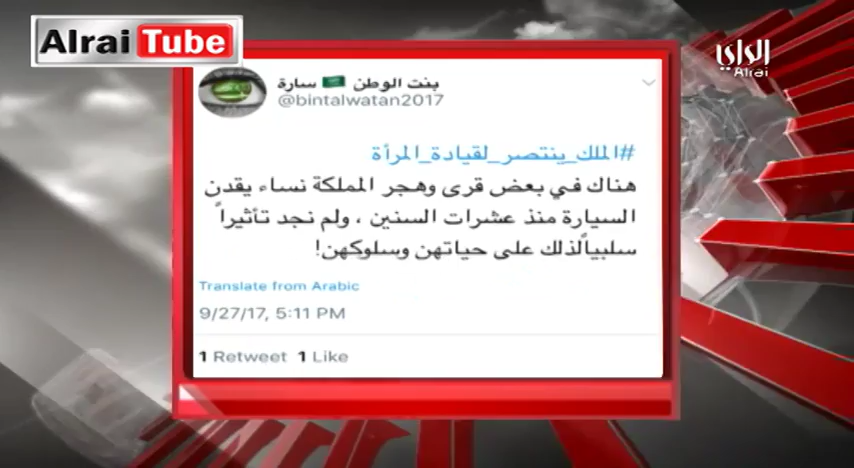 Alrai Tube
الراي
Alrai
بنت الوطن 🇸🇦 سارة
@bintalwatan2017
#الملك_ينتصر_لقيادة_المرأة
هناك في بعض قرى وهجر المملكة نساء يقدن
السيارة منذ عشرات السنين ، ولم نجد تأثيراً
سلبياًلذلك على حياتهن وسلوكهن!
Translate from Arabic
9/27/17, 5:11 PM
1 Retweet 1 Like